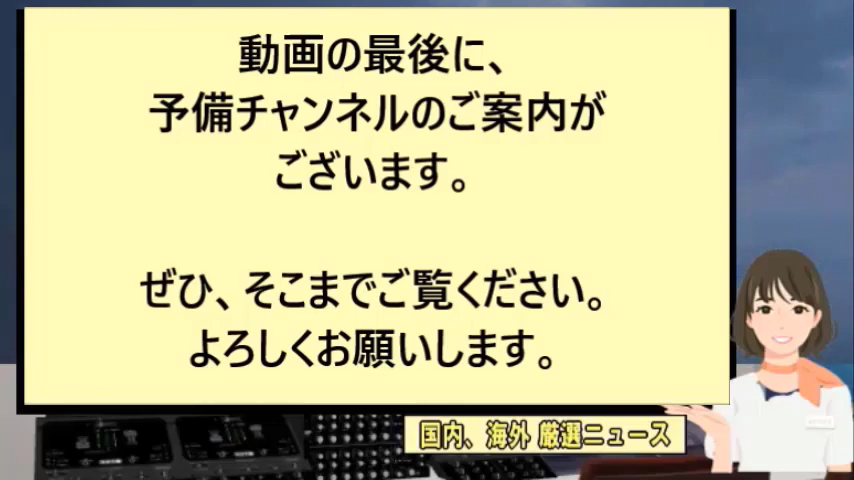 動画の最後に、
予備チャンネルのご案内が
ございます。
ぜひ、そこまでご覧ください。
よろしくお願いします。
国内、海外 厳選ニュース